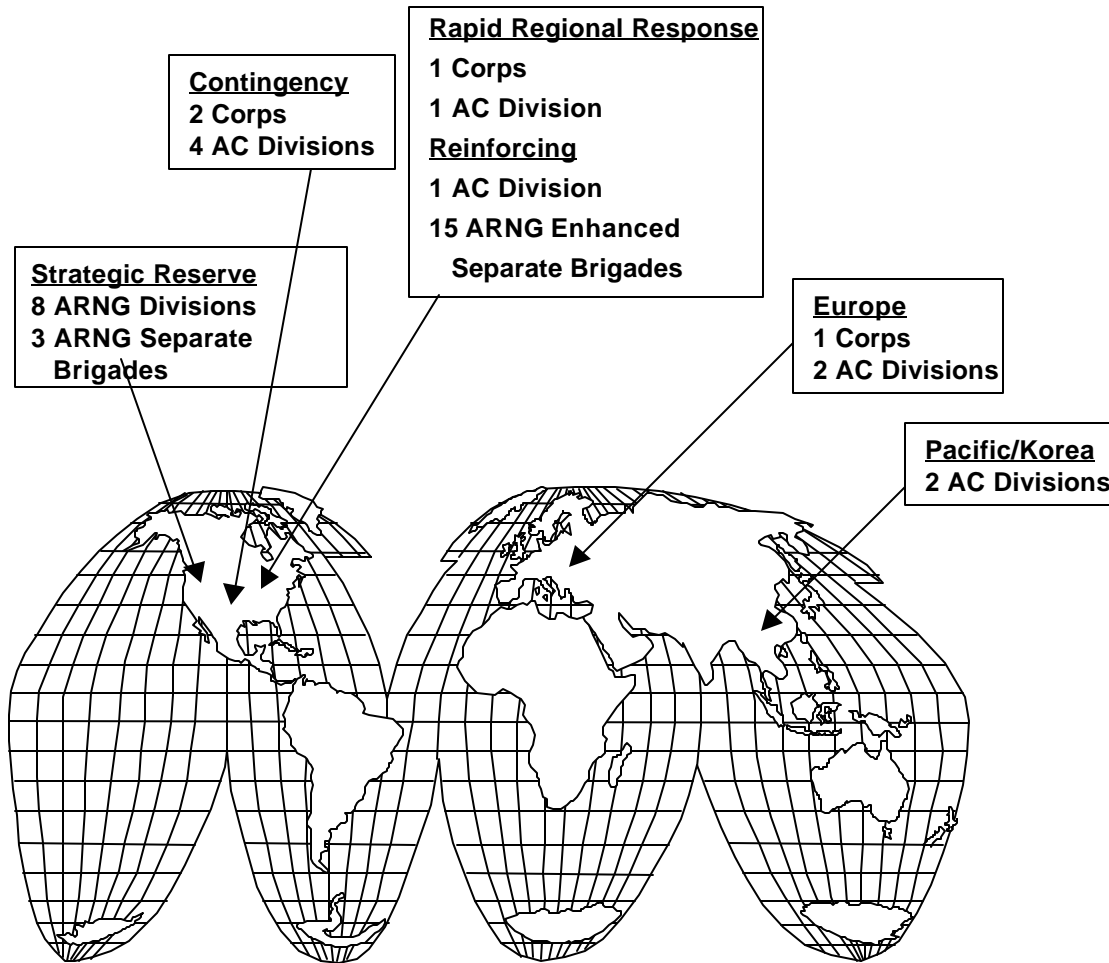 Rapid Regional Response
1 Corps
1 AC Division
Reinforcing
1 AC Division
15 ARNG Enhanced
Separate Brigades
Contingency
2 Corps
4 AC Divisions
Strategic Reserve
8 ARNG Divisions
3 ARNG Separate
Brigades
Europe
1 Corps
2 AC Divisions
Pacific/Korea
2 AC Divisions